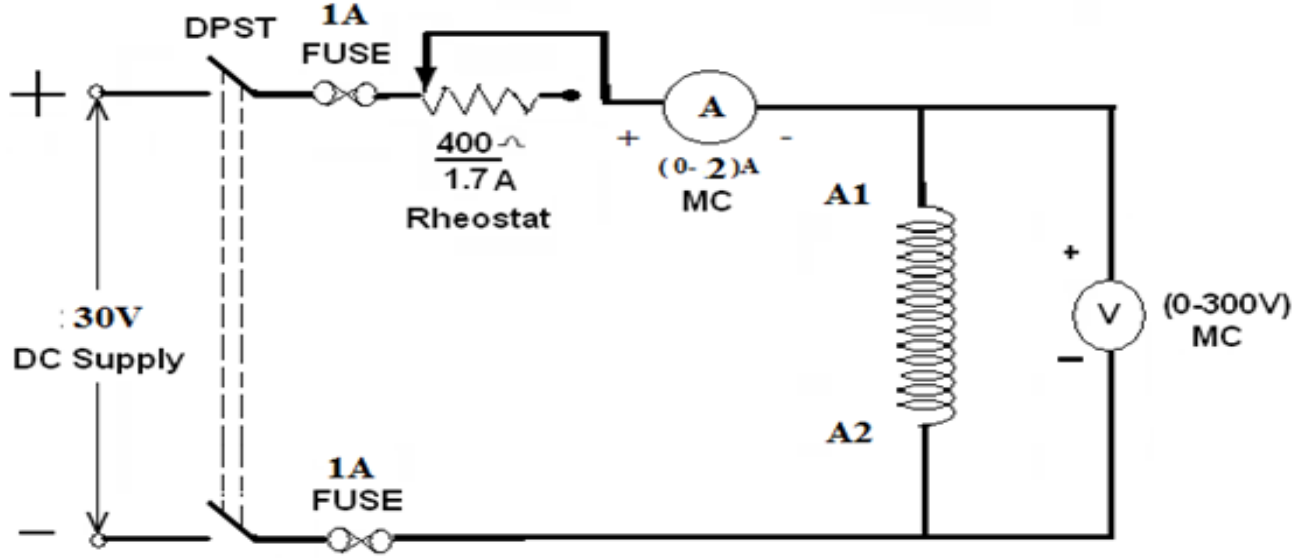 DPST
1A
FUSE
+
400 ~
1.7 A
Rheostat
A
+ -
(0- 2)A
MC
A1
A2
+
V
-
(0-300V)
MC
: 30V
DC Supply
1A
FUSE
-